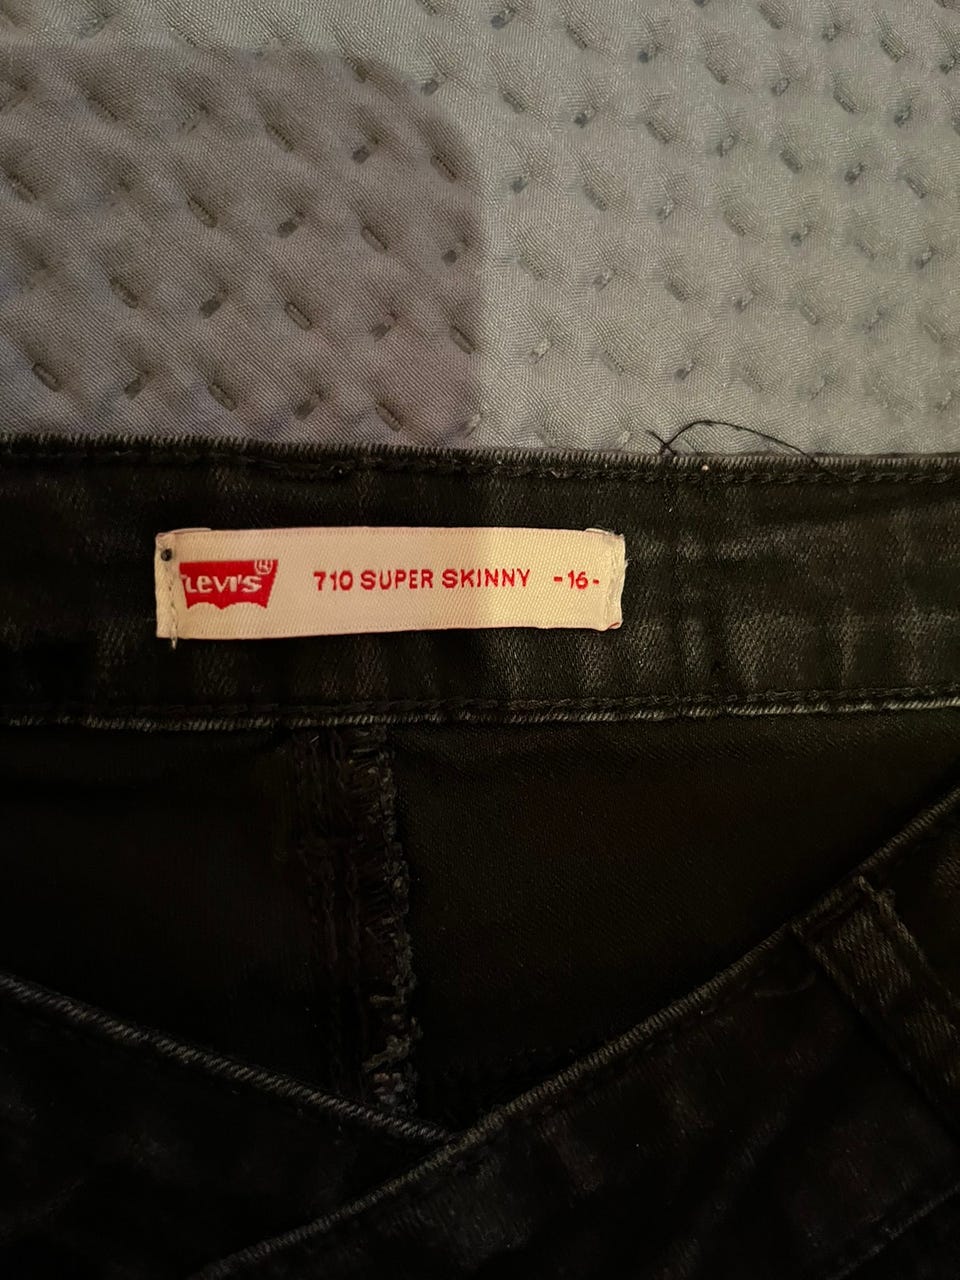 LEVI'S® 710 SUPER SKINNY -16-